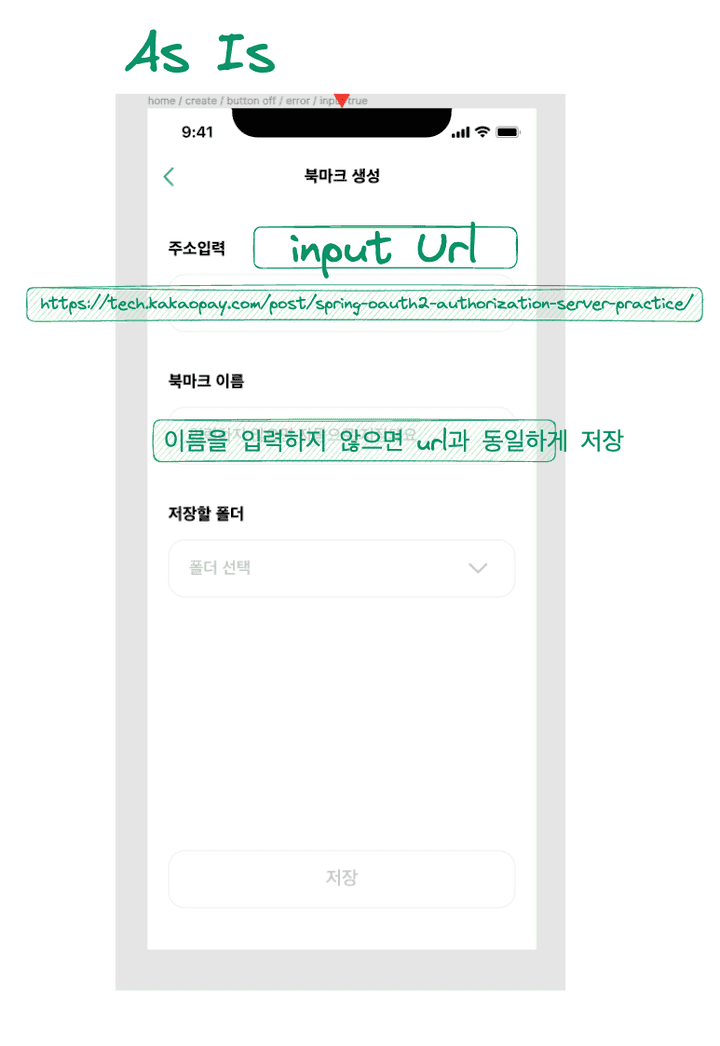 As Is
home / create / button off / error / input true
9:41
북마크 생성
주소입력
input Url
https://tech.kakaopay.com/post/spring-oauth2-authorization-server-practice/
북마크 이름
이름을 입력하지 않으면 url과 동일하게 저장
저장할 폴더
폴더 선택
저장